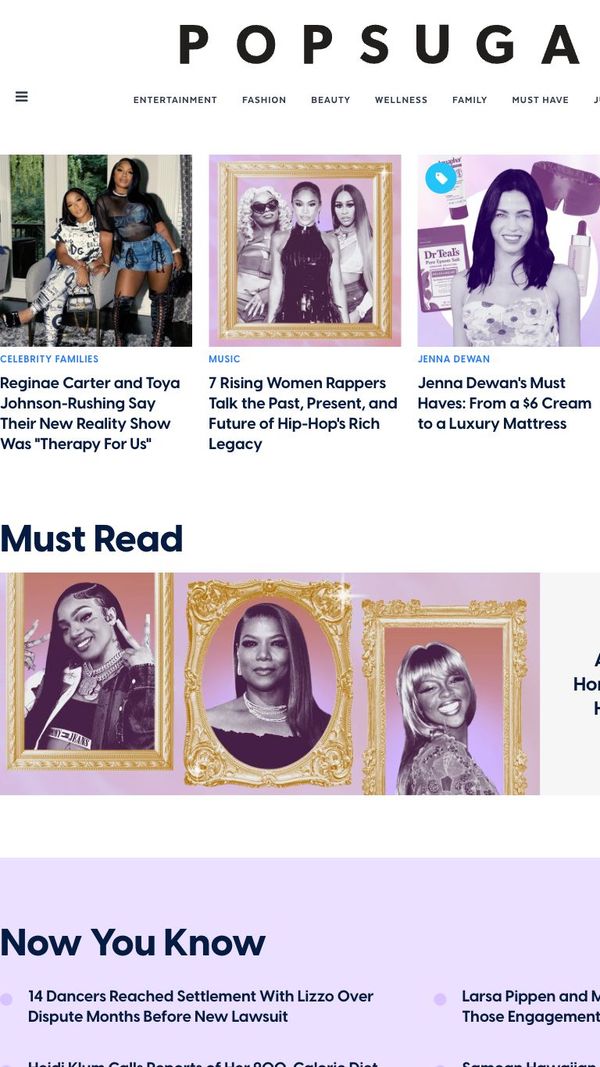 POPSUGA
ENTERTAINMENT FASHION BEAUTY WELLNESS FAMILY MUST HAVE
Dr Teal's
CELEBRITY FAMILIES
Reginae Carter and Toya
Johnson-Rushing Say
Their New Reality Show
Was "Therapy For Us"
MUSIC
7 Rising Women Rappers
Talk the Past, Present, and
Future of Hip-Hop's Rich
Legacy
JENNA DEWAN
Jenna Dewan's Must
Haves: From a $6 Cream
to a Luxury Mattress
Must Read
Now You Know
14 Dancers Reached Settlement With Lizzo Over
Dispute Months Before New Lawsuit
Larsa Pippen and
Those Engagement
Heidi Klum Calls Reports of Her 900-Calorie Diet
Samoan Hawaiian